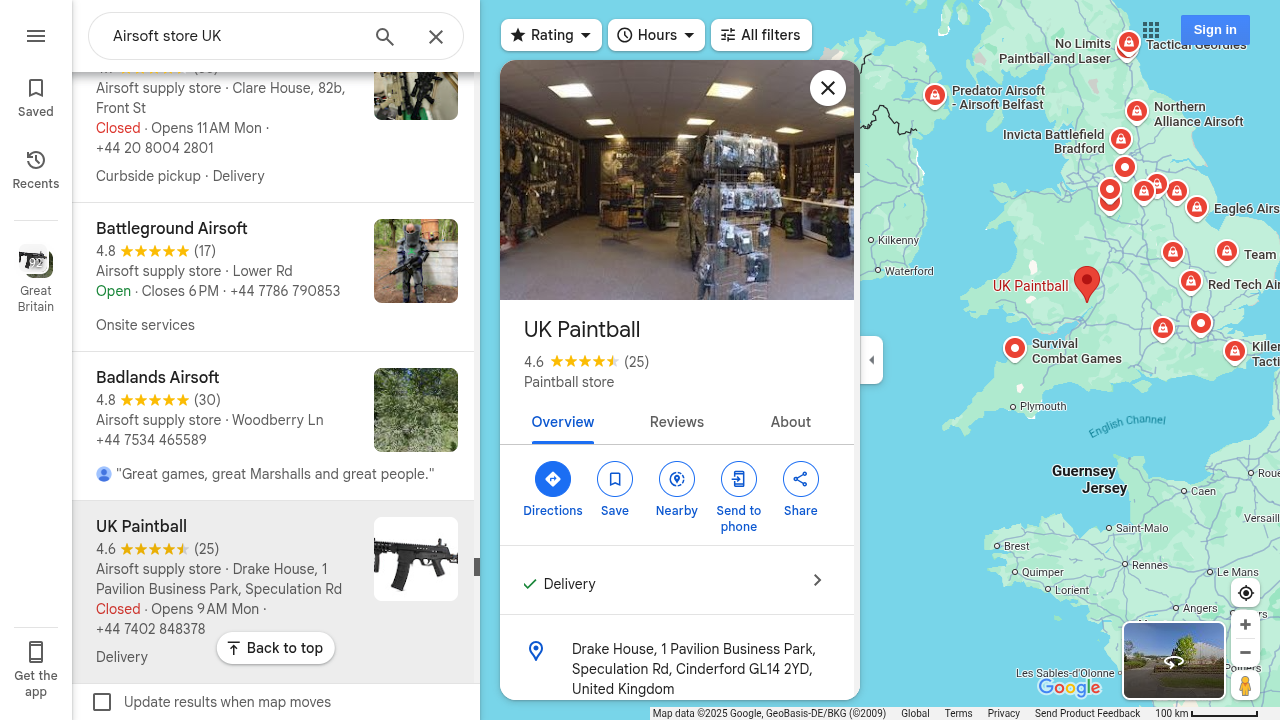 Airsoft store UK
Saved
Recents
92
Great
Britain
Get the
app
Airsoft supply store · Clare House, 82b,
Front St
Closed · Opens 11 AM Mon ·
+44 20 8004 2801
Curbside pickup · Delivery
Battleground Airsoft
4.8 (17)
Airsoft supply store · Lower Rd
Open · Closes 6 PM · +44 7786 790853
Onsite services
Badlands Airsoft
4.8 (30)
Airsoft supply store · Woodberry Ln
+44 7534 465589
"Great games, great Marshalls and great people."
UK Paintball
4.6 (25)
Airsoft supply store · Drake House, 1
Pavilion Business Park, Speculation Rd
Closed · Opens 9 AM Mon ·
+44 7402 848378
Delivery
Back to top
Update results when map moves
Rating
Hours
All filters
UK Paintball
4.6 (25)
Paintball store
Overview
Reviews
About
Directions
Save
Nearby
Send to
phone
Share
Delivery
Drake House, 1 Pavilion Business Park,
Speculation Rd, Cinderford GL14 2YD,
United Kingdom
Sign in
No Limits
Paintball and Laser
Tactical Geordies
Predator Airsoft
- Airsoft Belfast
Northern
Alliance Airsoft
Invicta Battlefield
Bradford
Eagle6 Airs
Kilkenny
Waterford
Team
UK Paintball
Red Tech Air
Survival
Combat Games
Killer
Tacti
Plymouth
English Channel
Guernsey
Jersey
Caen
Roue
Saint-Malo
Versaill
Brest
Rennes
Quimper
Le Mans
Lorient
Angers
Les Sables-d'Olonne
Poitiers
Google
Map data ©2025 Google, GeoBasis-DE/BKG (©2009)
Global
Terms
Privacy
Send Product Feedback
100 km